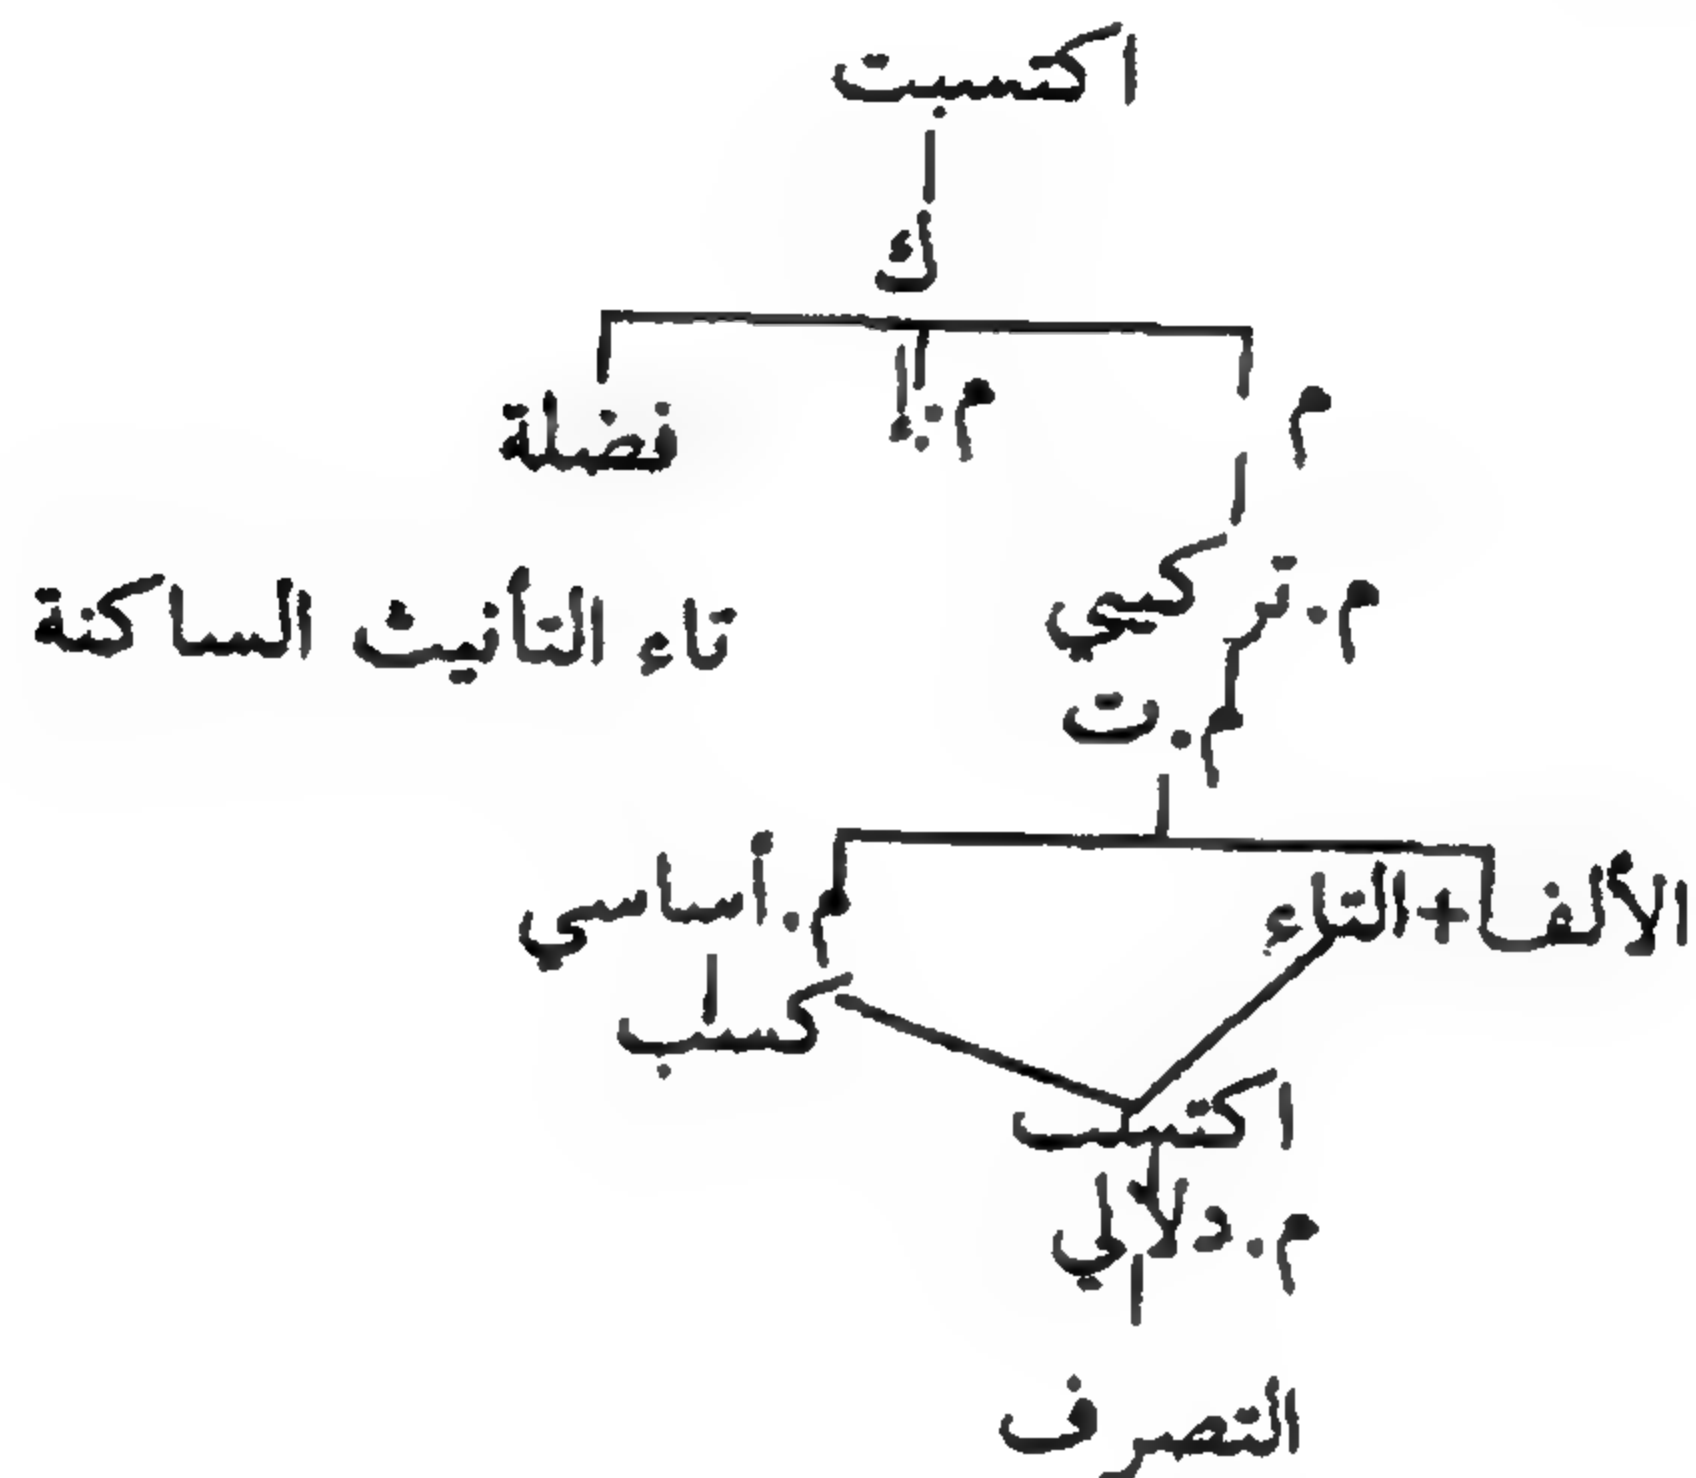 اكتسبت
ك
م م.إ فضلة
م.تركيبي تاء التأنيث الساكنة
م.ت
الألف+التاء م.أساسي
كسب
اكتسب
م.دلالي
التصرف